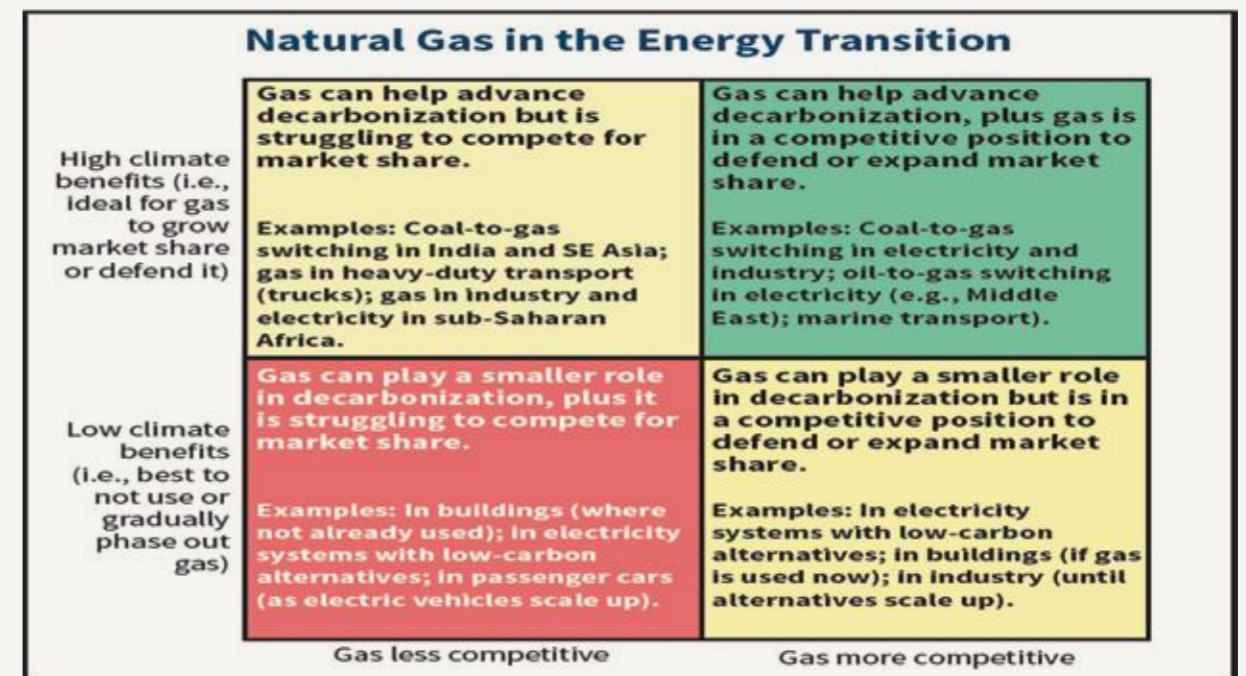 Natural Gas in the Energy Transition
High climate
benefits (i.e.,
ideal for gas
to grow
market share
or defend it)
Gas can help advance
decarbonization but is
struggling to compete for
market share.
Examples: Coal-to-gas
switching in India and SE Asia;
gas in heavy-duty transport
(trucks); gas in industry and
electricity in sub-Saharan
Africa.
Gas can help advance
decarbonization, plus gas is
in a competitive position to
defend or expand market
share.
Examples: Coal-to-gas
switching in electricity and
industry; oil-to-gas switching
in electricity (e.g., Middle
East); marine transport).
Low climate
benefits
(i.e., best to
not use or
gradually
phase out
gas)
Gas can play a smaller role
in decarbonization, plus it
is struggling to compete for
market share.
Examples: In buildings (where
not already used); in electricity
systems with low-carbon
alternatives; in passenger cars
(as electric vehicles scale up).
Gas can play a smaller role
in decarbonization but is in
a competitive position to
defend or expand market
share.
Examples: In electricity
systems with low-carbon
alternatives; in buildings (if gas
is used now); in industry (until
alternatives scale up).
Gas less competitive
Gas more competitive